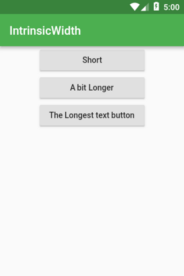 5:00
IntrinsicWidth
Short
A bit Longer
The Longest text button